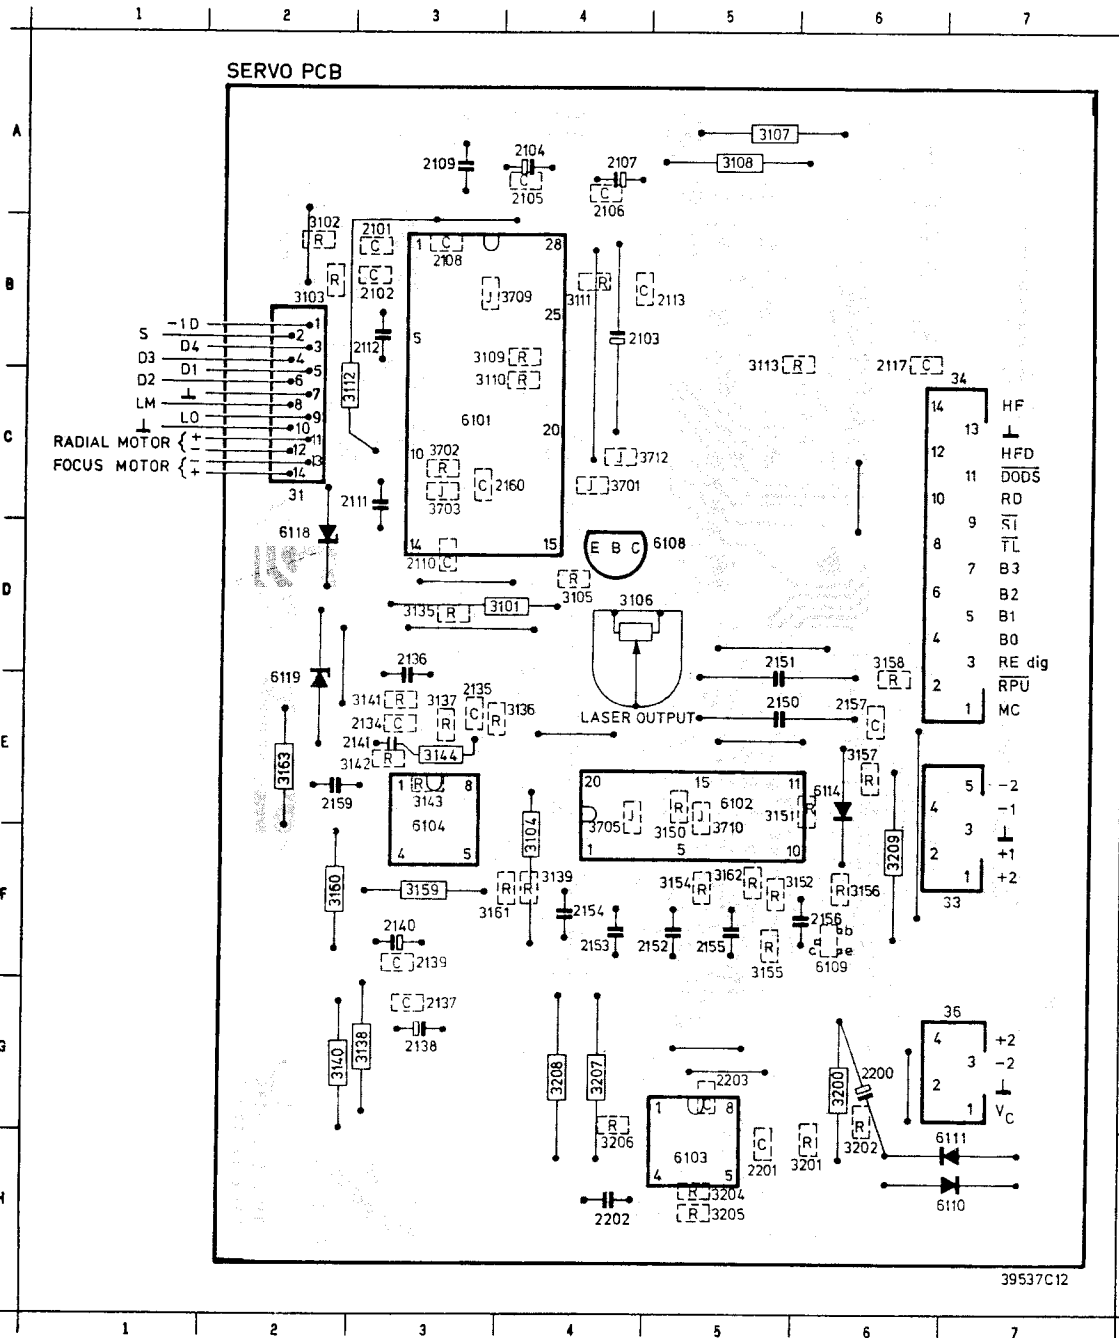 1 2 3 4 5 6 7
SERVO PCB
A
3107
3108
2109 2104 2107
C C
2105 2106
3102 2101
R C 1 C 28
2108
B
R C
3103 2102
J 3709
3111 R C 2113
25
-1D 1
S 2
D4 3
D3 4
D1 5
D2 6
⊥ 7
LM 8
LO 9
⊥ 10
RADIAL MOTOR { + 11
- 12
FOCUS MOTOR { - 13
+ 14
31
2112 5 2103
3109 R
3110 R
3113 R 2117 C
3112
6101
C
20
10
3702
R
J
3703
C 2160
J 3712
J 3701
2111
34
14 HF
13 ⊥
12 HFD
11 DODS
10 RD
9 SI
8 TL
7 B3
6 B2
5 B1
4 B0
3 RE dig
2 RPU
1 MC
6118
14 15
2110 C
E B C 6108
D
R
3105
3135 R 3101
3106
LASER OUTPUT
2136 2151 3158
R
6119
3141 R
2134 C
3137 R
2135 C
R 3136
2150 2157
C
E
2141
3142 R
3144
3163
2159
1 R 8
3143
6104
4 5
3157
R
20 15 11
6114
6102
3705 J
R J
3150 3710
3151 R
1 5 10
3104
3209
5 -2
4 -1
3 ⊥
2 +1
1 +2
33
F
3160
3159
R R 3139
3161
3154 R
3162 R
R 3152
R 3156
2154
2153 2152 2155
2156
R
3155
c b
d e
6109
2140
C 2139
C 2137
2138
G
3140 3138
3208 3207
2203
C
3200
2200
36
4 +2
3 -2
2 ⊥
1 VC
R
3206
1 8
6103
4 5
C
2201
R
3201
R
3202
6111
6110
H
2202
R 3204
R 3205
39537C12
1 2 3 4 5 6 7